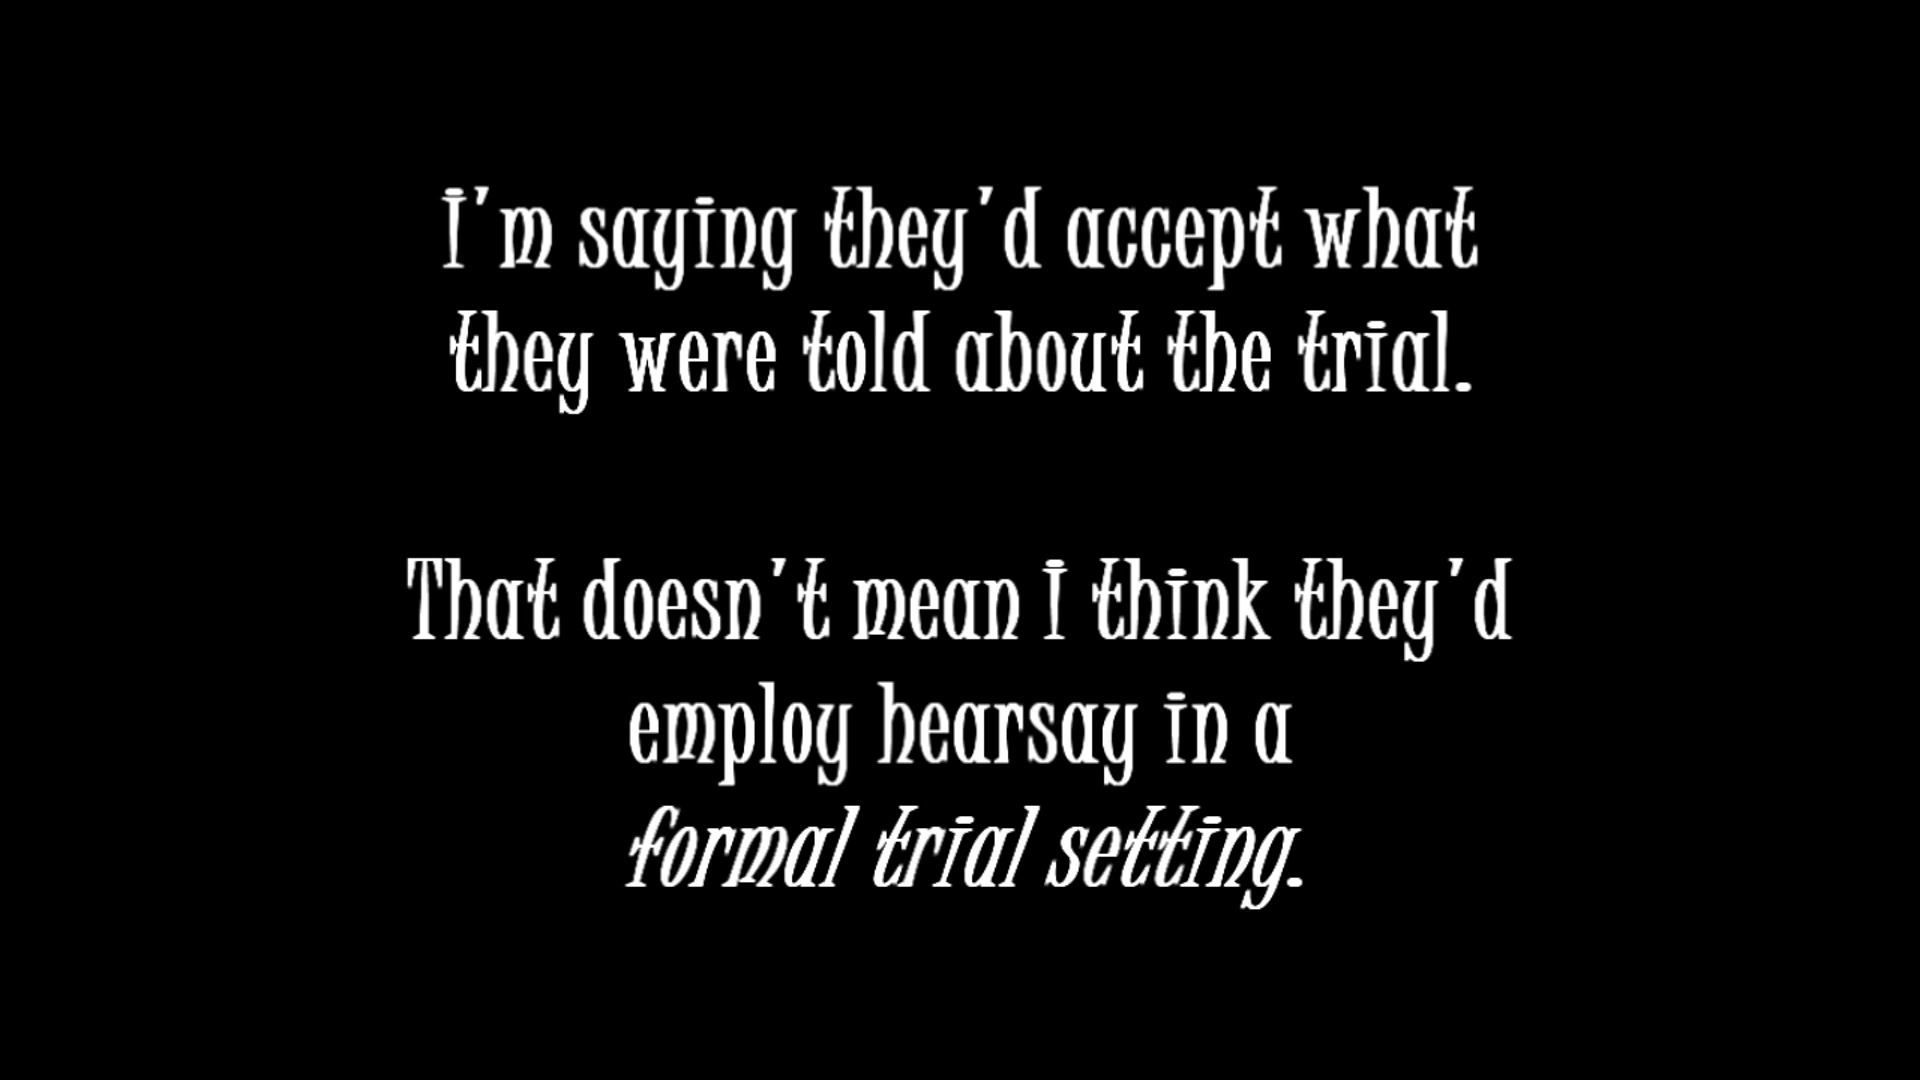 I'm saying they'd accept what
they were told about the trial.
That doesn't mean I think they'd
employ hearsay in a
formal trial setting.